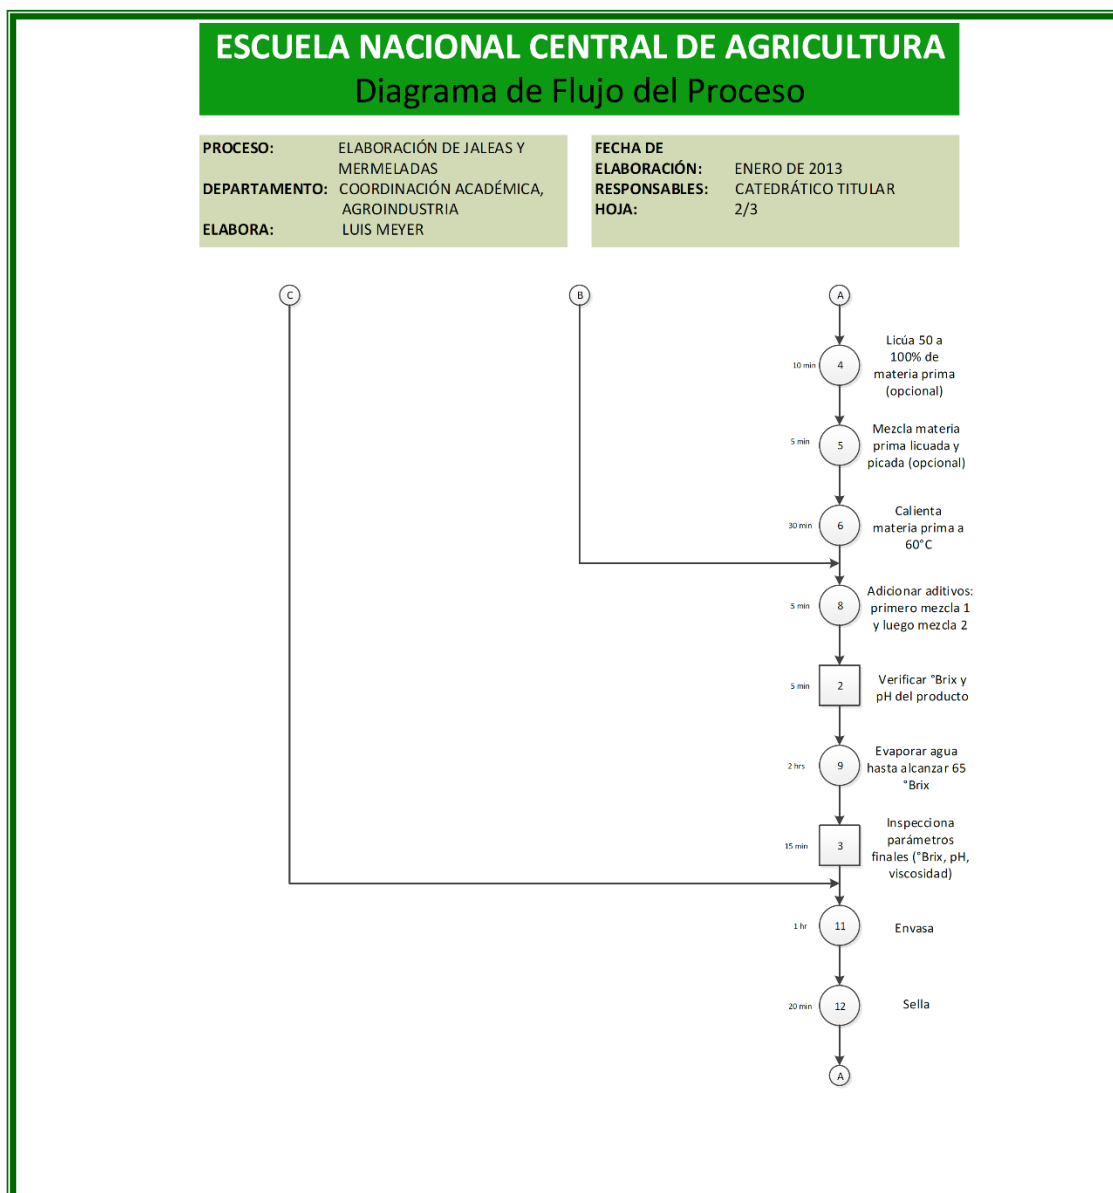 ESCUELA NACIONAL CENTRAL DE AGRICULTURA
Diagrama de Flujo del Proceso
PROCESO: ELABORACIÓN DE JALEAS Y
MERMELADAS
DEPARTAMENTO: COORDINACIÓN ACADÉMICA,
AGROINDUSTRIA
ELABORA: LUIS MEYER
FECHA DE
ELABORACIÓN: ENERO DE 2013
RESPONSABLES: CATEDRÁTICO TITULAR
HOJA: 2/3
C
B
A
10 min
4
Licúa 50 a
100% de
materia prima
(opcional)
5 min
5
Mezcla materia
prima licuada y
picada (opcional)
30 min
6
Calienta
materia prima a
60°C
5 min
8
Adicionar aditivos:
primero mezcla 1
y luego mezcla 2
5 min
2
Verificar °Brix y
pH del producto
2 hrs
9
Evaporar agua
hasta alcanzar 65
°Brix
15 min
3
Inspecciona
parámetros
finales (°Brix, pH,
viscosidad)
1 hr
11
Envasa
20 min
12
Sella
A